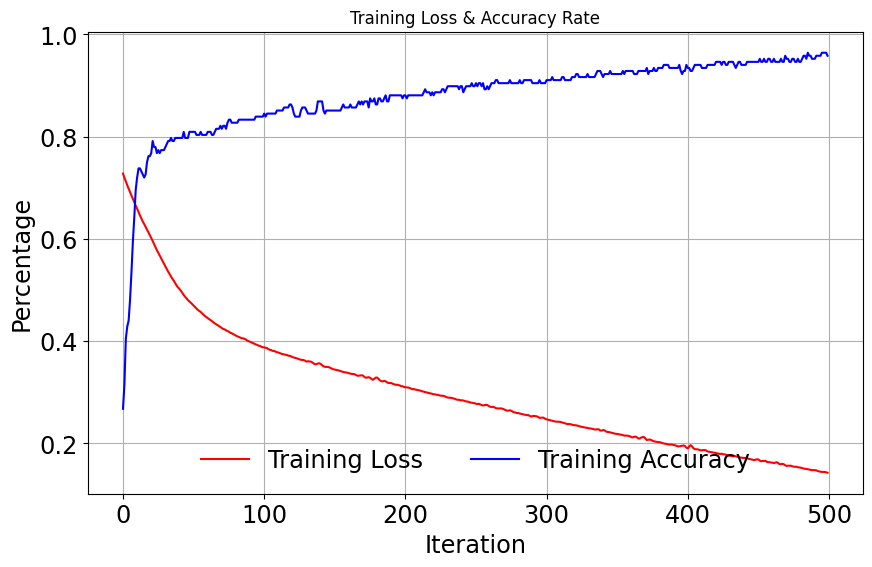 Training Loss & Accuracy Rate
1.0
0.8
0.6
0.4
0.2
Percentage
Training Loss
Training Accuracy
0
100
200
300
400
500
Iteration